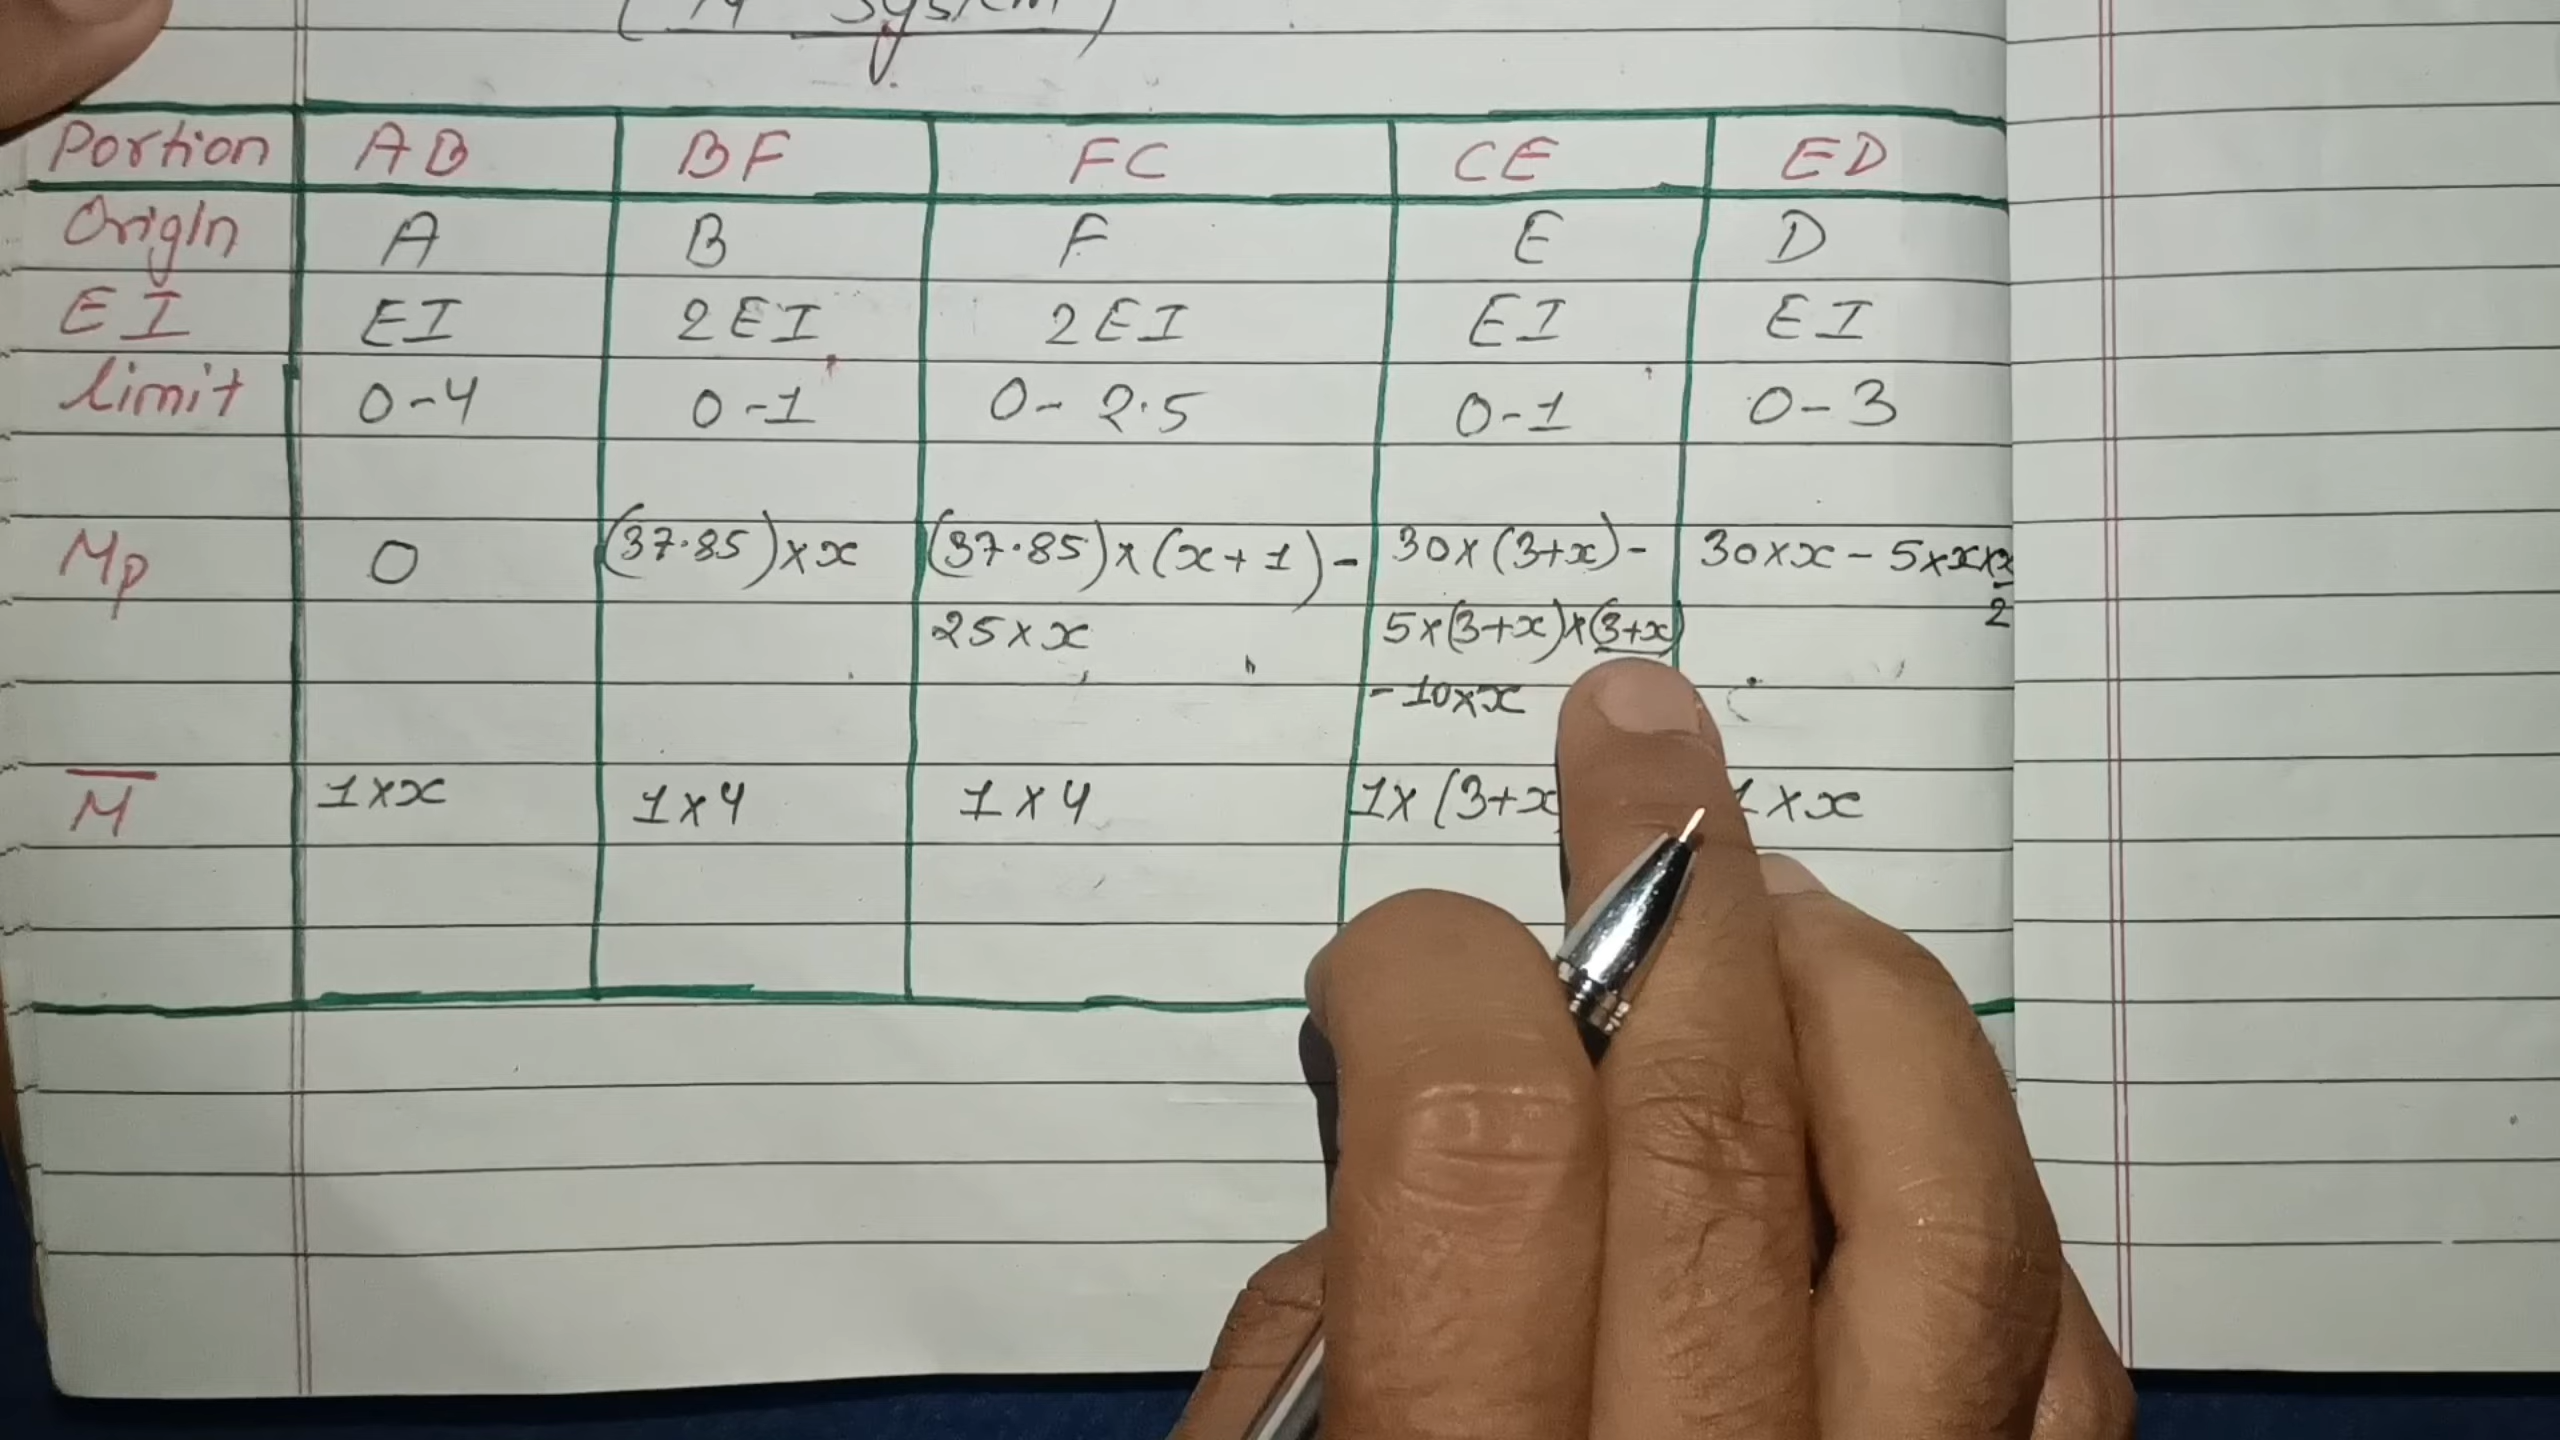 System)
Portion AB BF FC CE ED
Origin A B F E D
EI EI 2EI 2EI EI EI
limit 0-4 0-1 0-2.5 0-1 0-3
Mp 0 (37.85)×x (37.85)×(x+1)- 30×(3+x)- 30×x-5×x×x/2
25×x 5×(3+x)×(3+x)
-10×x
M̅ 1×x 1×4 1×4 1×(3+x 1×x